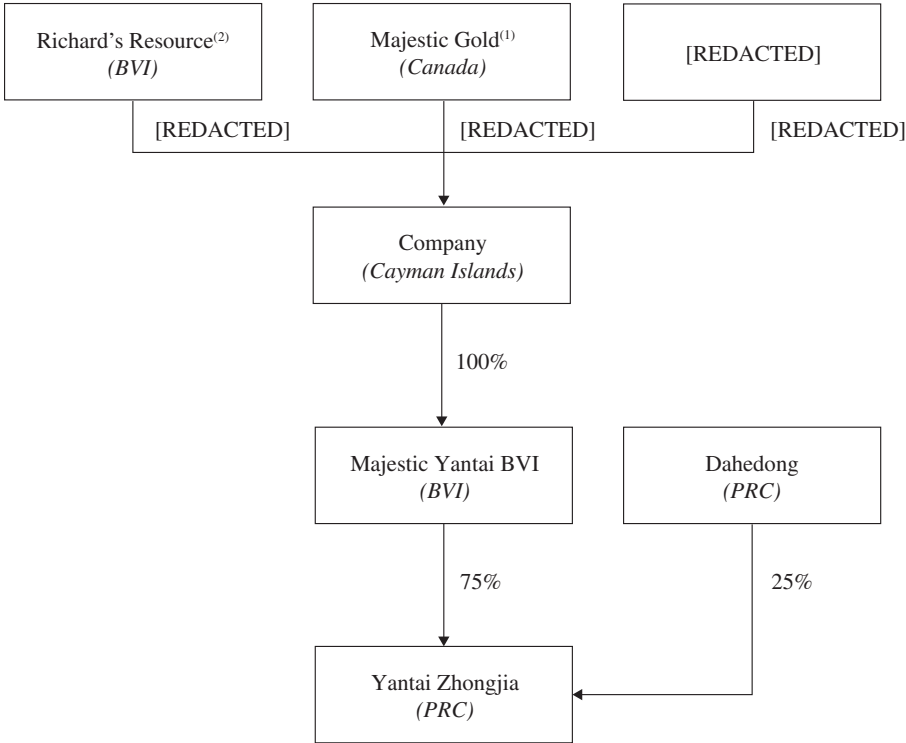 Richard’s Resource(2)
(BVI)
Majestic Gold(1)
(Canada)
[REDACTED]
[REDACTED]
[REDACTED]
[REDACTED]
Company
(Cayman Islands)
100%
Majestic Yantai BVI
(BVI)
Dahedong
(PRC)
75%
25%
Yantai Zhongjia
(PRC)